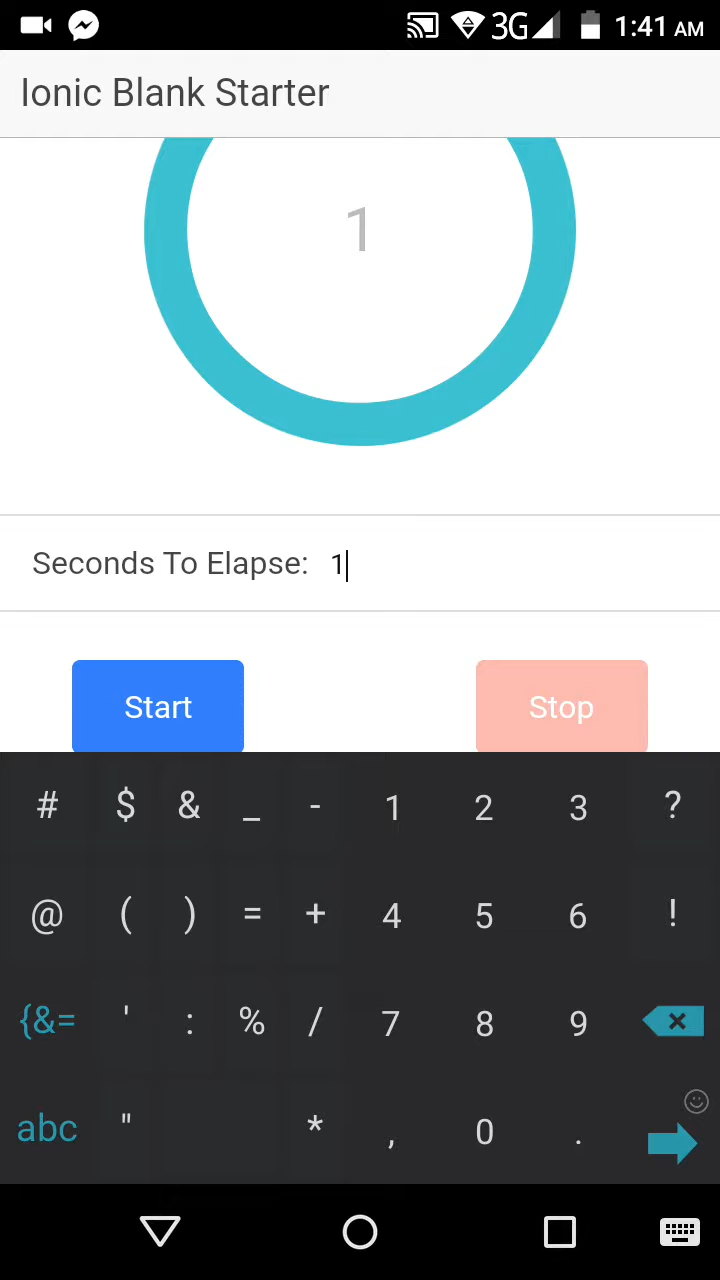 3G 1:41 AM
Ionic Blank Starter
1
Seconds To Elapse: 1
Start Stop
# $ & _ - 1 2 3 ?
@ ( ) = + 4 5 6 !
{&= ' : % / 7 8 9
abc " * , 0 .